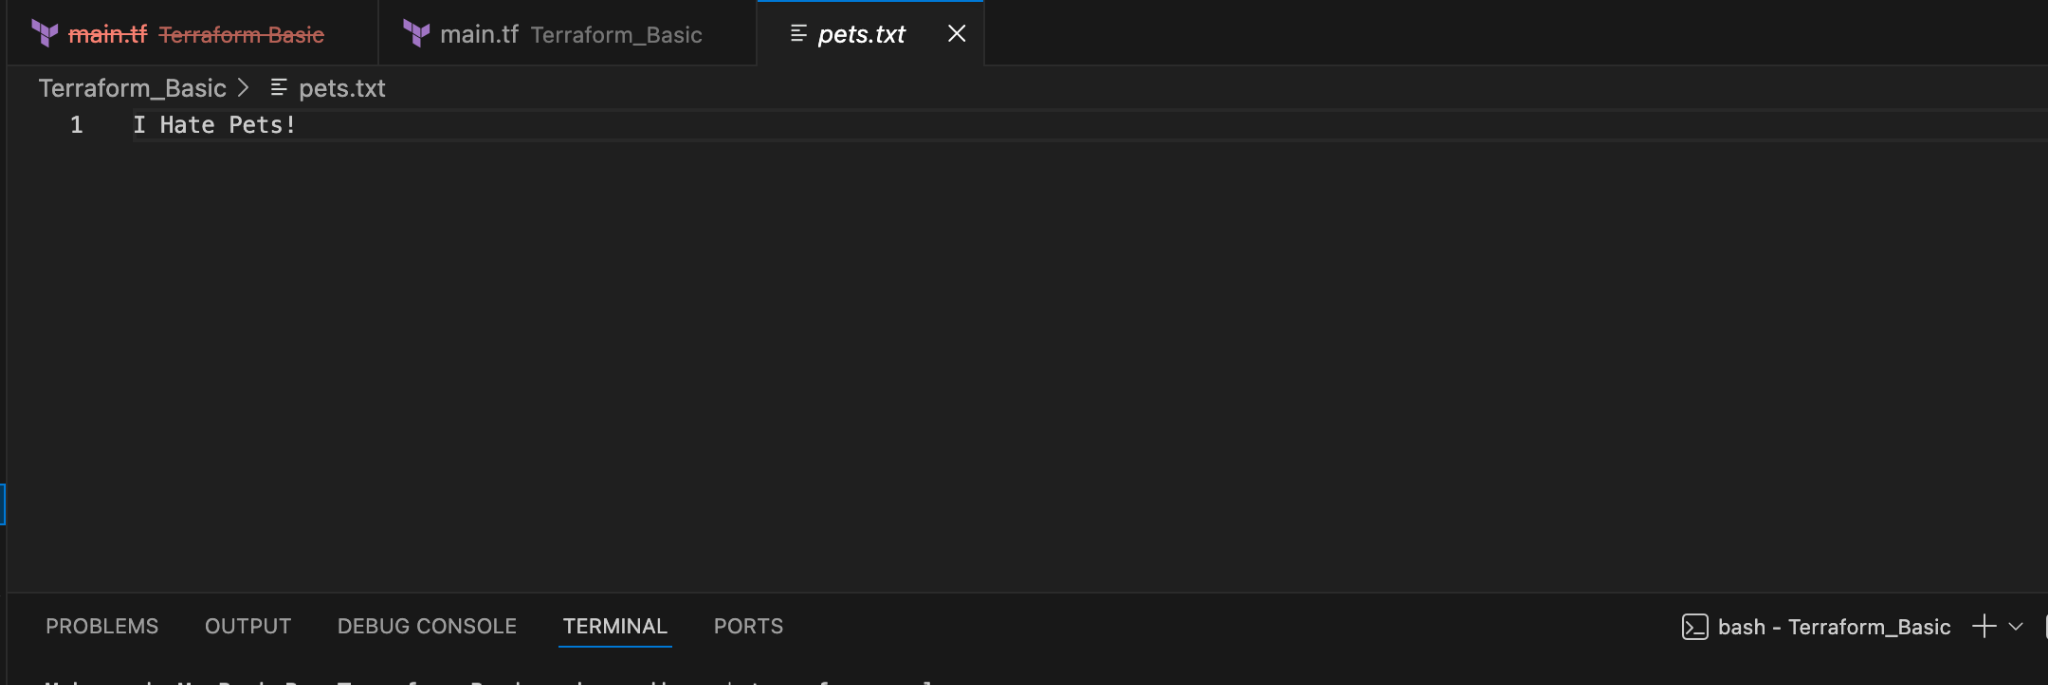 main.tf Terraform Basic main.tf Terraform_Basic pets.txt
Terraform_Basic > pets.txt
1 I Hate Pets!
PROBLEMS OUTPUT DEBUG CONSOLE TERMINAL PORTS bash - Terraform_Basic